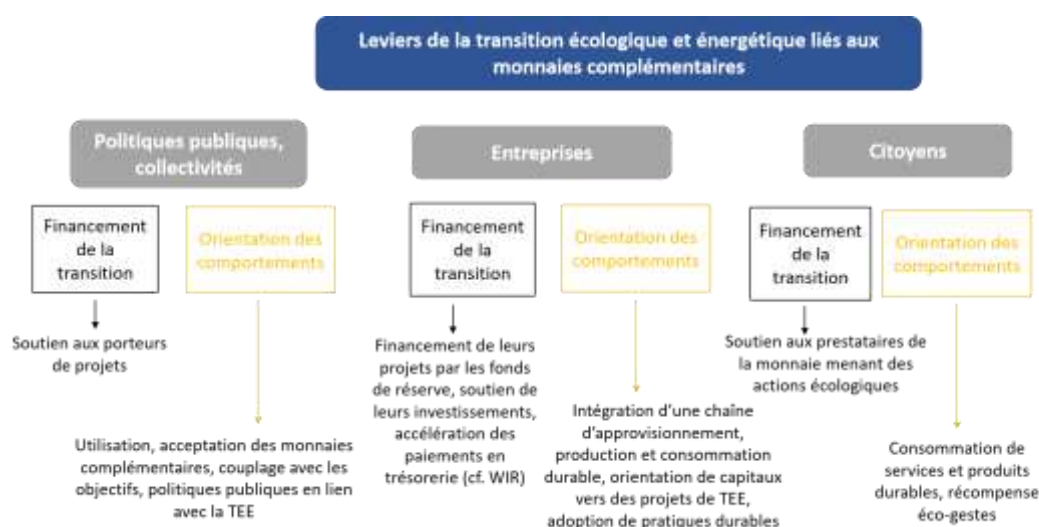 Leviers de la transition écologique et énergétique liés aux
monnaies complémentaires
Politiques publiques,
collectivités
Financement
de la
transition
Orientation des
comportements
Soutien aux porteurs
de projets
Utilisation, acceptation des monnaies
complémentaires, couplage avec les
objectifs, politiques publiques en lien
avec la TEE
Entreprises
Financement
de la
transition
Orientation des
comportements
Financement de leurs
projets par les fonds
de réserve, soutien de
leurs investissements,
accélération des
paiements en
trésorerie (cf. WIR)
Intégration d'une chaîne
d'approvisionnement,
production et consommation
durable, orientation de capitaux
vers des projets de TEE,
adoption de pratiques durables
Citoyens
Financement
de la
transition
Orientation des
comportements
Soutien aux prestataires de
la monnaie menant des
actions écologiques
Consommation de
services et produits
durables, récompense
éco-gestes